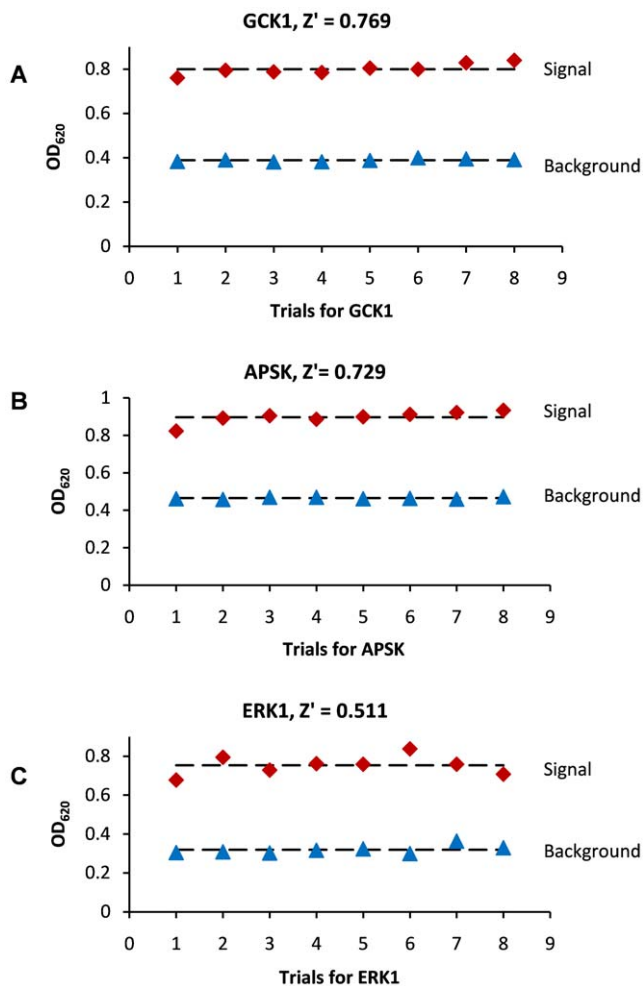 GCK1, Z' = 0.769
A
0.8
0.6
0.4
0.2
0
OD620
Signal
Background
0 1 2 3 4 5 6 7 8 9
Trials for GCK1
APSK, Z'= 0.729
B
1
0.8
0.6
0.4
0.2
0
OD620
Signal
Background
0 1 2 3 4 5 6 7 8 9
Trials for APSK
ERK1, Z' = 0.511
C
0.8
0.6
0.4
0.2
0
OD620
Signal
Background
0 1 2 3 4 5 6 7 8 9
Trials for ERK1